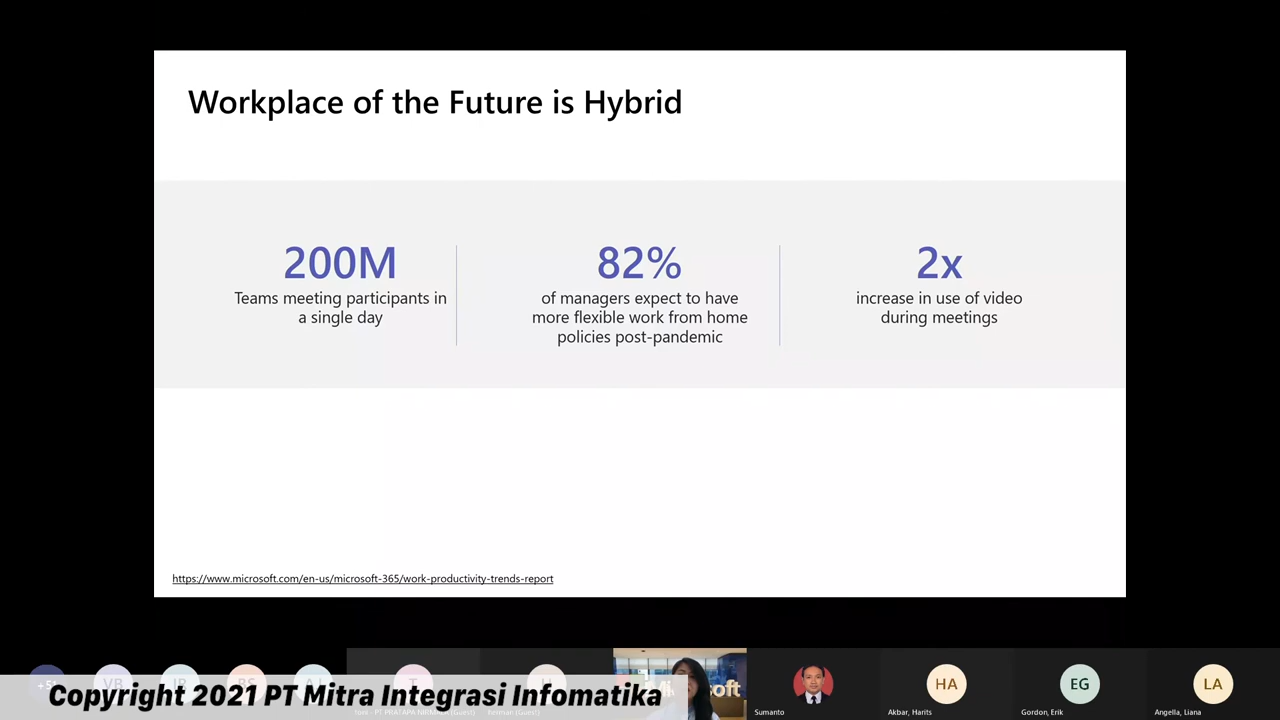 Workplace of the Future is Hybrid
200M
Teams meeting participants in
a single day
82%
of managers expect to have
more flexible work from home
policies post-pandemic
2x
increase in use of video
during meetings
https://www.microsoft.com/en-us/microsoft-365/work-productivity-trends-report
HA
EG
LA
Copyright 2021 PT Mitra Integrasi Infomatika
Sumanto
Akbar, Harits
Gordon, Erik
Angella, Liana